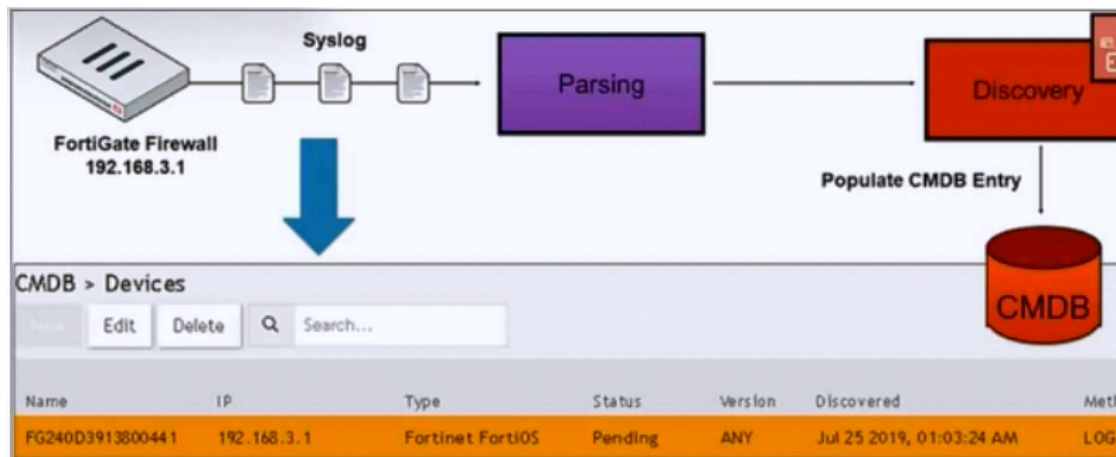 Syslog
Parsing
Discovery
FortiGate Firewall
192.168.3.1
Populate CMDB Entry
CMDB
CMDB > Devices
New Edit Delete Search...
Name IP Type Status Version Discovered
FG240D3913800441 192.168.3.1 Fortinet FortiOS Pending ANY Jul 25 2019, 01:03:24 AM LOG